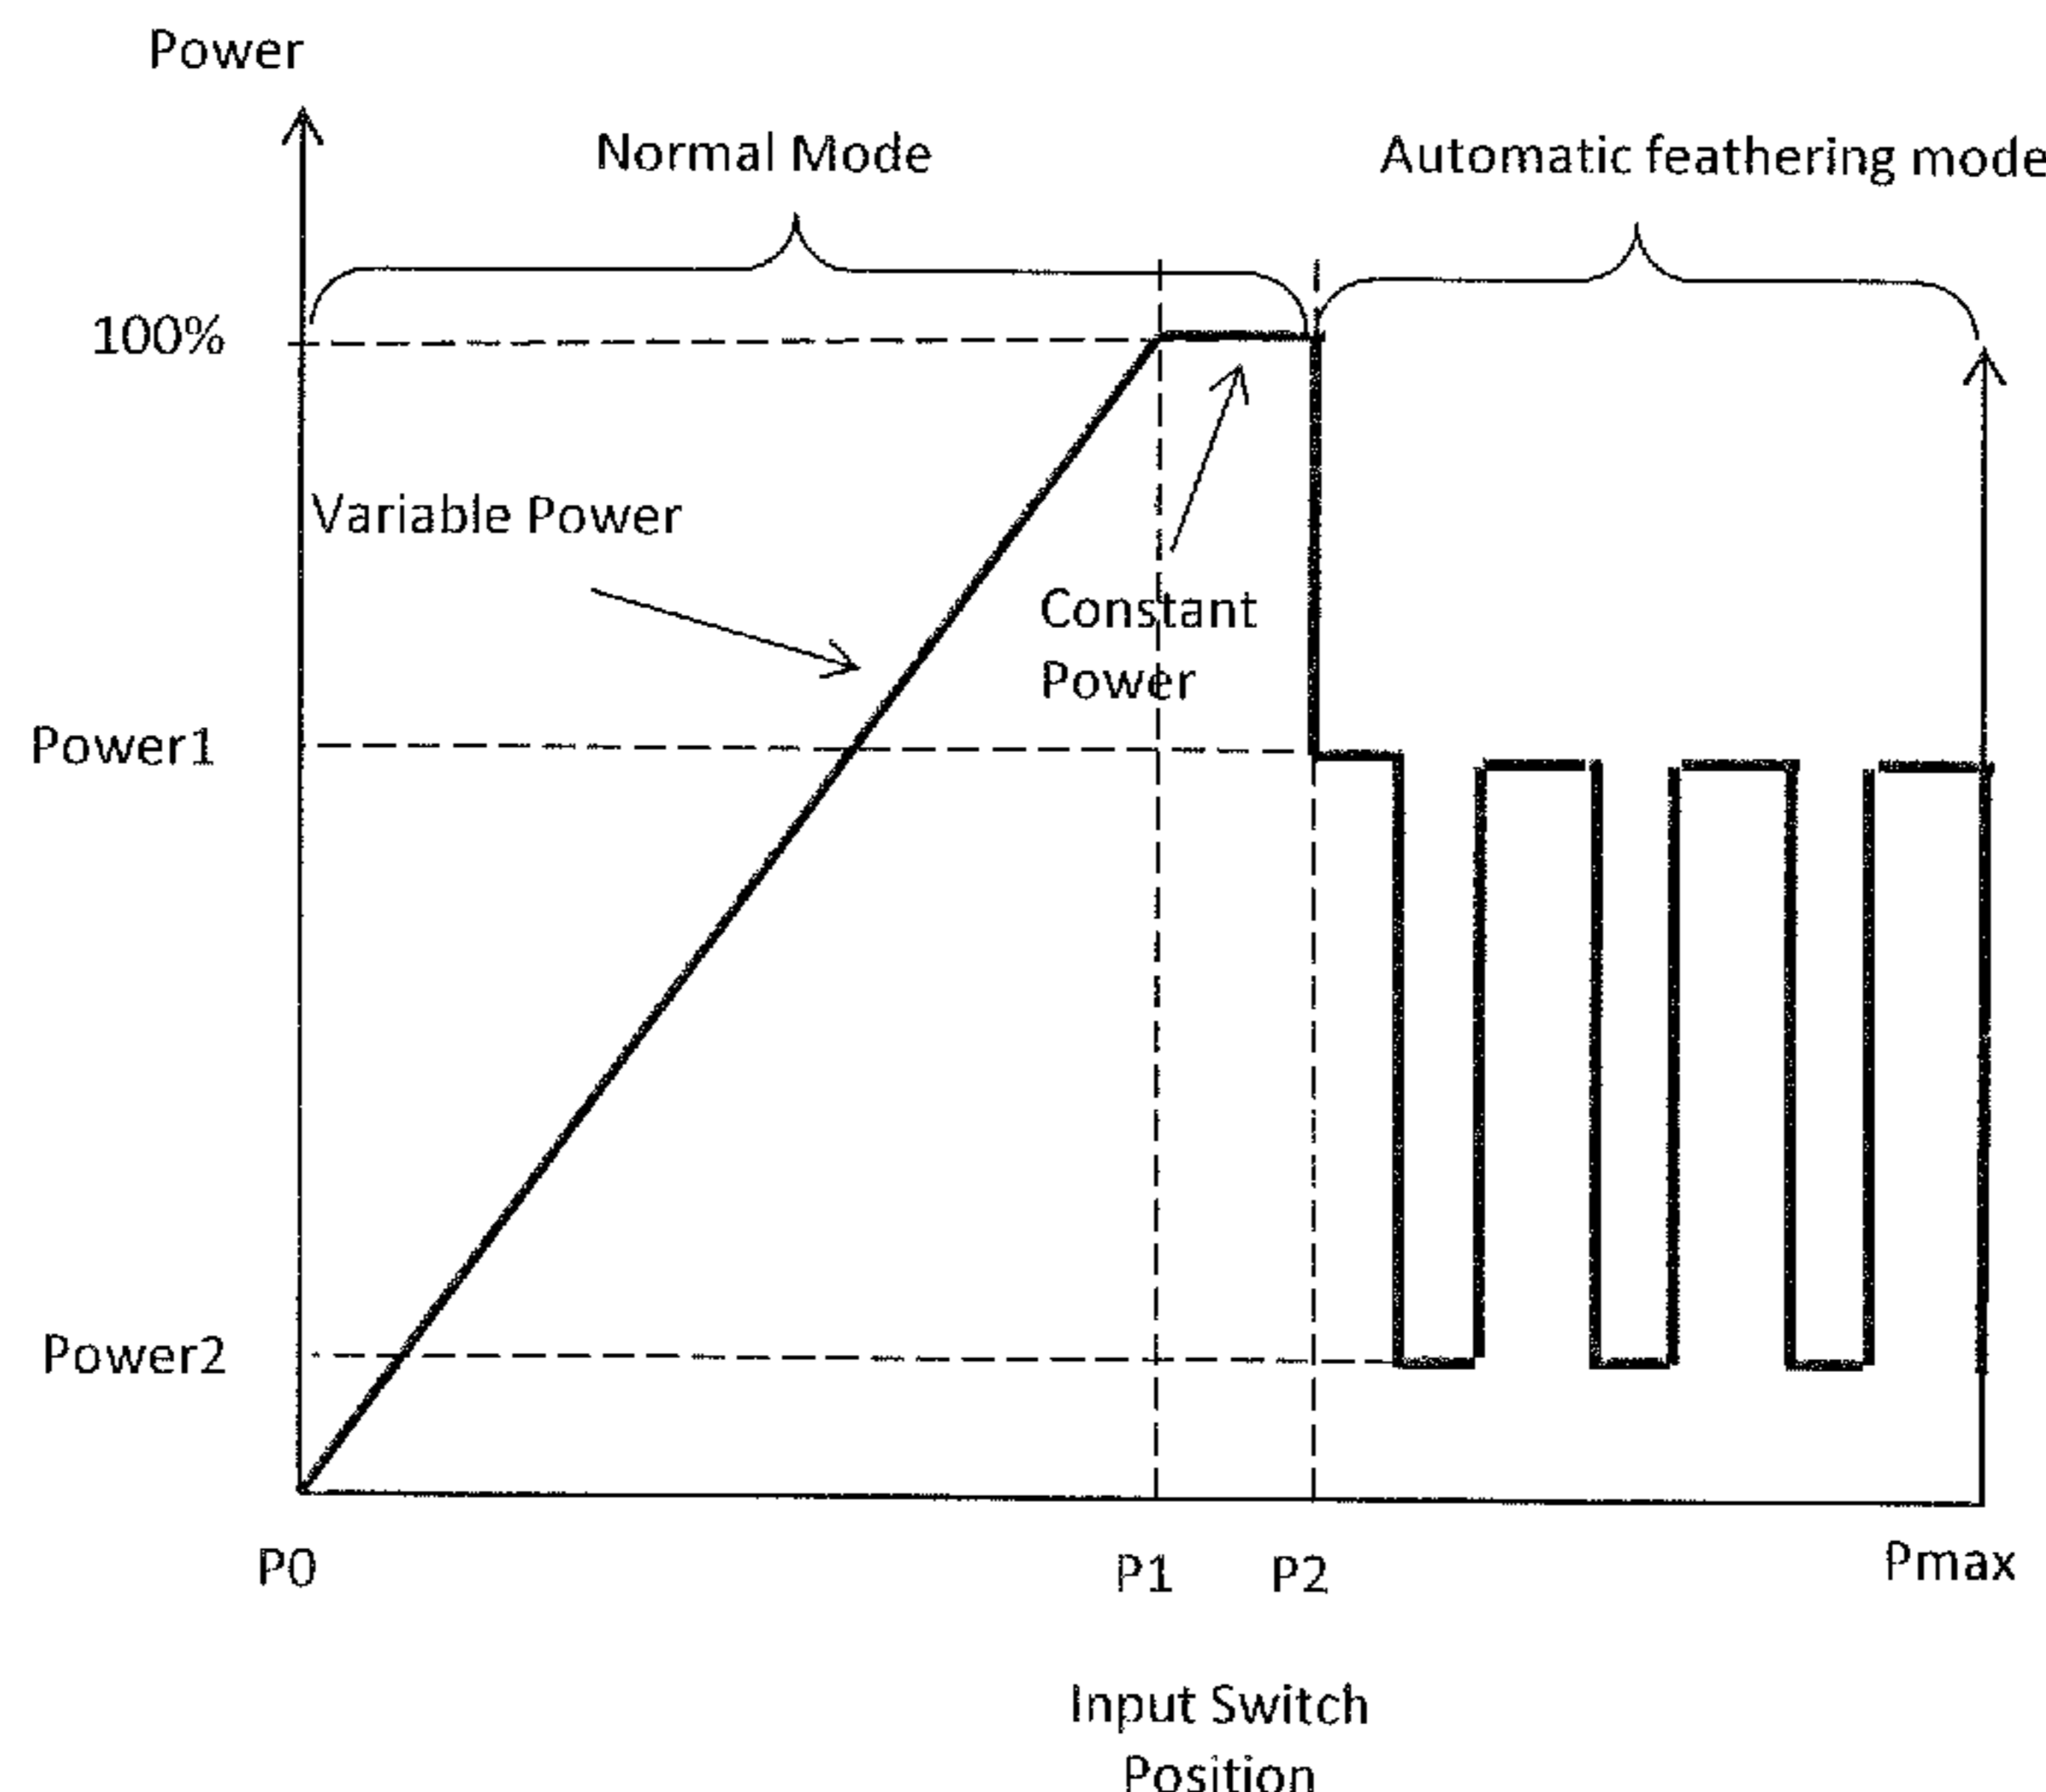 Power
Normal Mode
Automatic feathering mode
100%
Variable Power
Constant
Power
Power1
Power2
P0
P1
P2
Pmax
Input Switch
Position